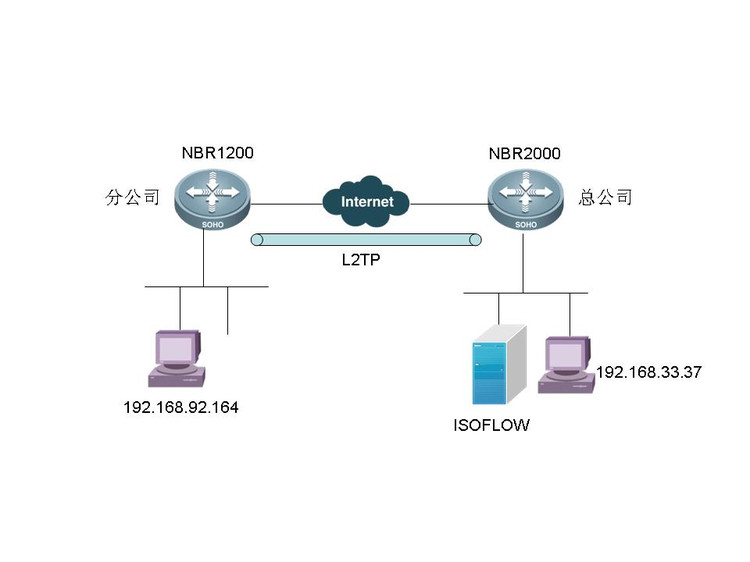 NBR1200
NBR2000
分公司
SOHO
Internet
SOHO
总公司
L2TP
192.168.92.164
192.168.33.37
ISOFLOW